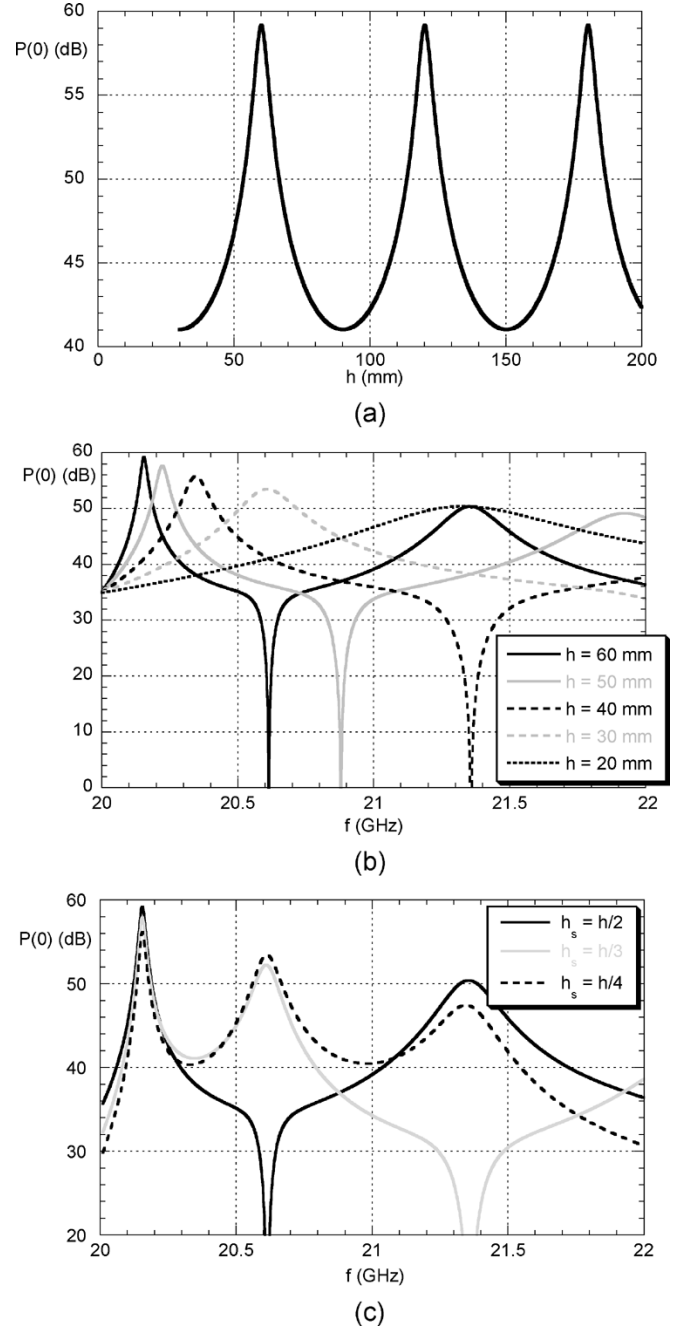 60
P(0) (dB)
55
50
45
40
0
50
100
150
200
h (mm)
(a)
60
P(0) (dB)
50
40
30
20
10
0
h = 60 mm
h = 50 mm
h = 40 mm
h = 30 mm
h = 20 mm
20
20.5
21
21.5
22
f (GHz)
(b)
60
P(0) (dB)
50
40
30
20
h_s = h/2
h_s = h/3
h_s = h/4
20
20.5
21
21.5
22
f (GHz)
(c)